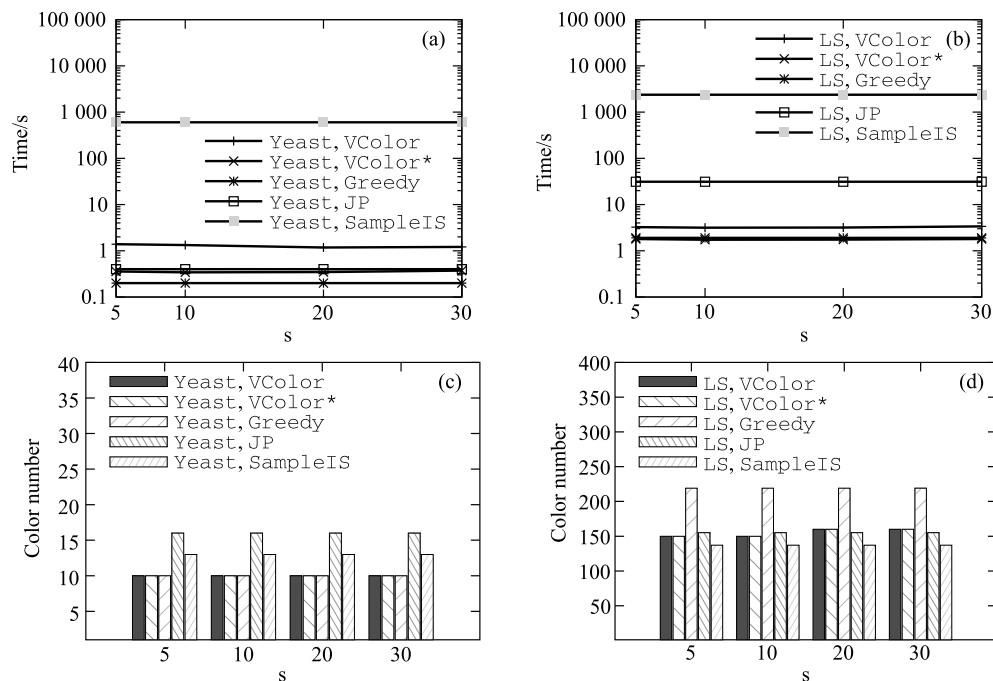 (a)
Time/s
100 000
10 000
1 000
100
10
1
0.1
Yeast, VColor
Yeast, VColor*
Yeast, Greedy
Yeast, JP
Yeast, SampleIS
5 10 20 30
s
(b)
Time/s
100 000
10 000
1 000
100
10
1
0.1
LS, VColor
LS, VColor*
LS, Greedy
LS, JP
LS, SampleIS
5 10 20 30
s
(c)
Color number
40
35
30
25
20
15
10
5
Yeast, VColor
Yeast, VColor*
Yeast, Greedy
Yeast, JP
Yeast, SampleIS
5 10 20 30
s
(d)
Color number
400
350
300
250
200
150
100
50
LS, VColor
LS, VColor*
LS, Greedy
LS, JP
LS, SampleIS
5 10 20 30
s